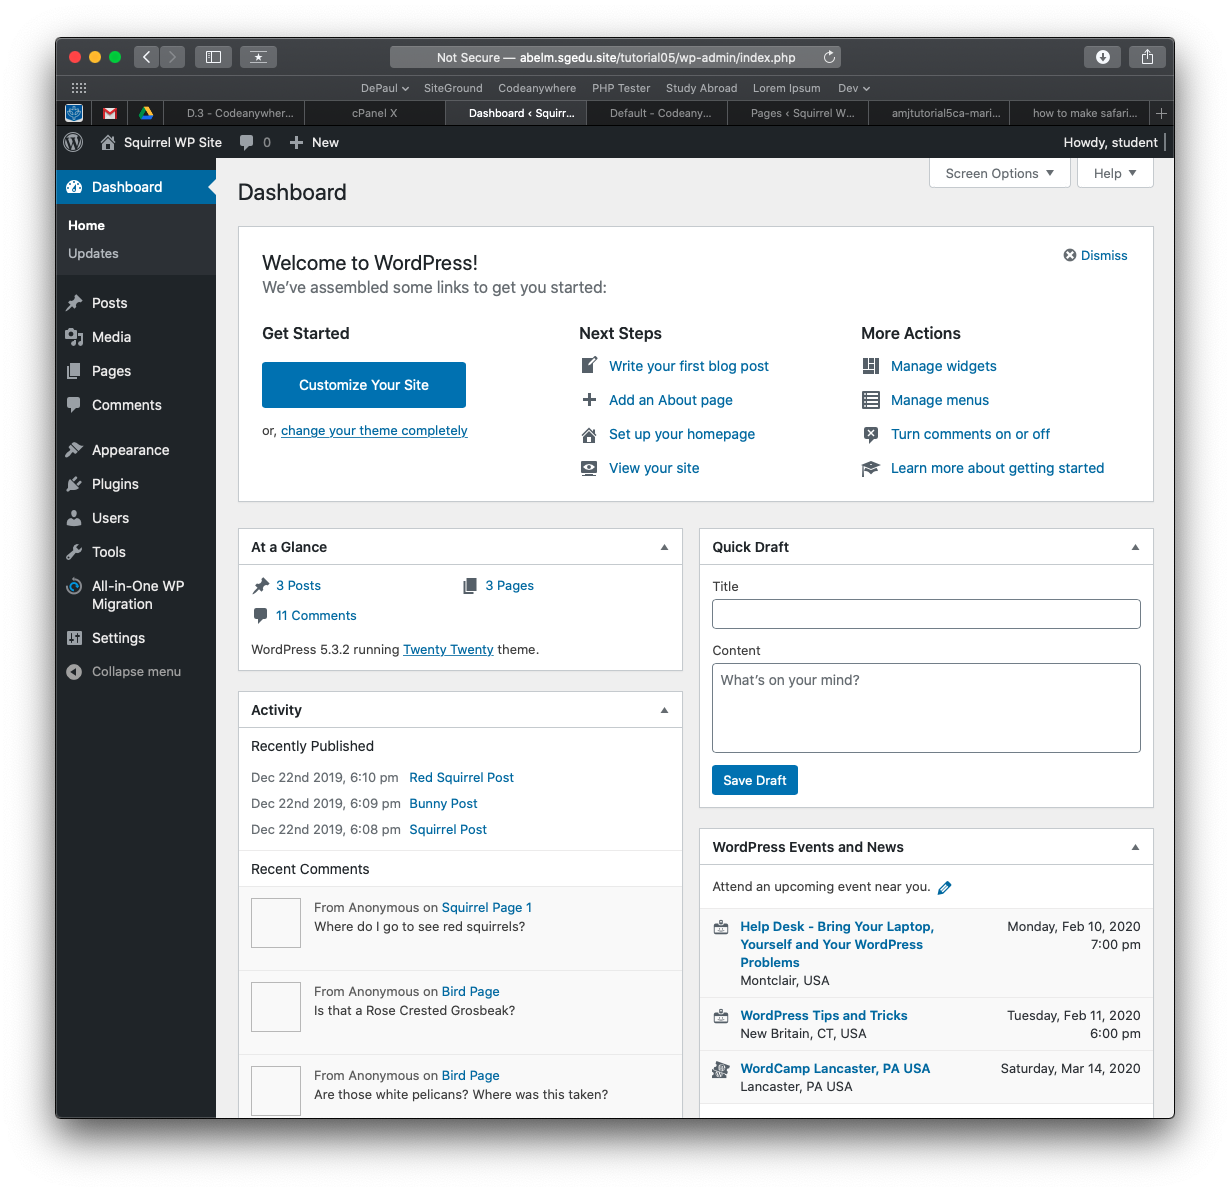 Not Secure — abelm.sgedu.site/tutorial05/wp-admin/index.php
DePaul SiteGround Codeanywhere PHP Tester Study Abroad Lorem Ipsum Dev
D.3 - Codeanywher... cPanel X Dashboard ‹ Squirr... Default - Codeany... Pages ‹ Squirrel W... amjtutorial5ca-mari... how to make safari...
Squirrel WP Site 0 New Howdy, student
Dashboard
Home
Updates
Posts
Media
Pages
Comments
Appearance
Plugins
Users
Tools
All-in-One WP
Migration
Settings
Collapse menu
Screen Options Help
Dashboard
Welcome to WordPress!
Dismiss
We've assembled some links to get you started:
Get Started
Customize Your Site
or, change your theme completely
Next Steps
Write your first blog post
Add an About page
Set up your homepage
View your site
More Actions
Manage widgets
Manage menus
Turn comments on or off
Learn more about getting started
At a Glance
3 Posts 3 Pages
11 Comments
WordPress 5.3.2 running Twenty Twenty theme.
Activity
Recently Published
Dec 22nd 2019, 6:10 pm Red Squirrel Post
Dec 22nd 2019, 6:09 pm Bunny Post
Dec 22nd 2019, 6:08 pm Squirrel Post
Recent Comments
From Anonymous on Squirrel Page 1
Where do I go to see red squirrels?
From Anonymous on Bird Page
Is that a Rose Crested Grosbeak?
From Anonymous on Bird Page
Are those white pelicans? Where was this taken?
Quick Draft
Title
Content
What's on your mind?
Save Draft
WordPress Events and News
Attend an upcoming event near you.
Help Desk - Bring Your Laptop, Monday, Feb 10, 2020
Yourself and Your WordPress 7:00 pm
Problems
Montclair, USA
WordPress Tips and Tricks Tuesday, Feb 11, 2020
New Britain, CT, USA 6:00 pm
WordCamp Lancaster, PA USA Saturday, Mar 14, 2020
Lancaster, PA USA